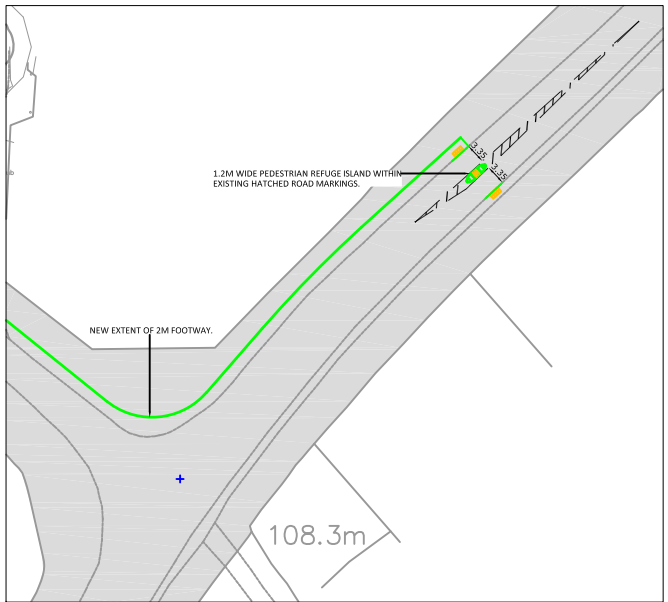 3.35
1.2M WIDE PEDESTRIAN REFUGE ISLAND WITHIN
EXISTING HATCHED ROAD MARKINGS.
3.35
NEW EXTENT OF 2M FOOTWAY.
108.3m